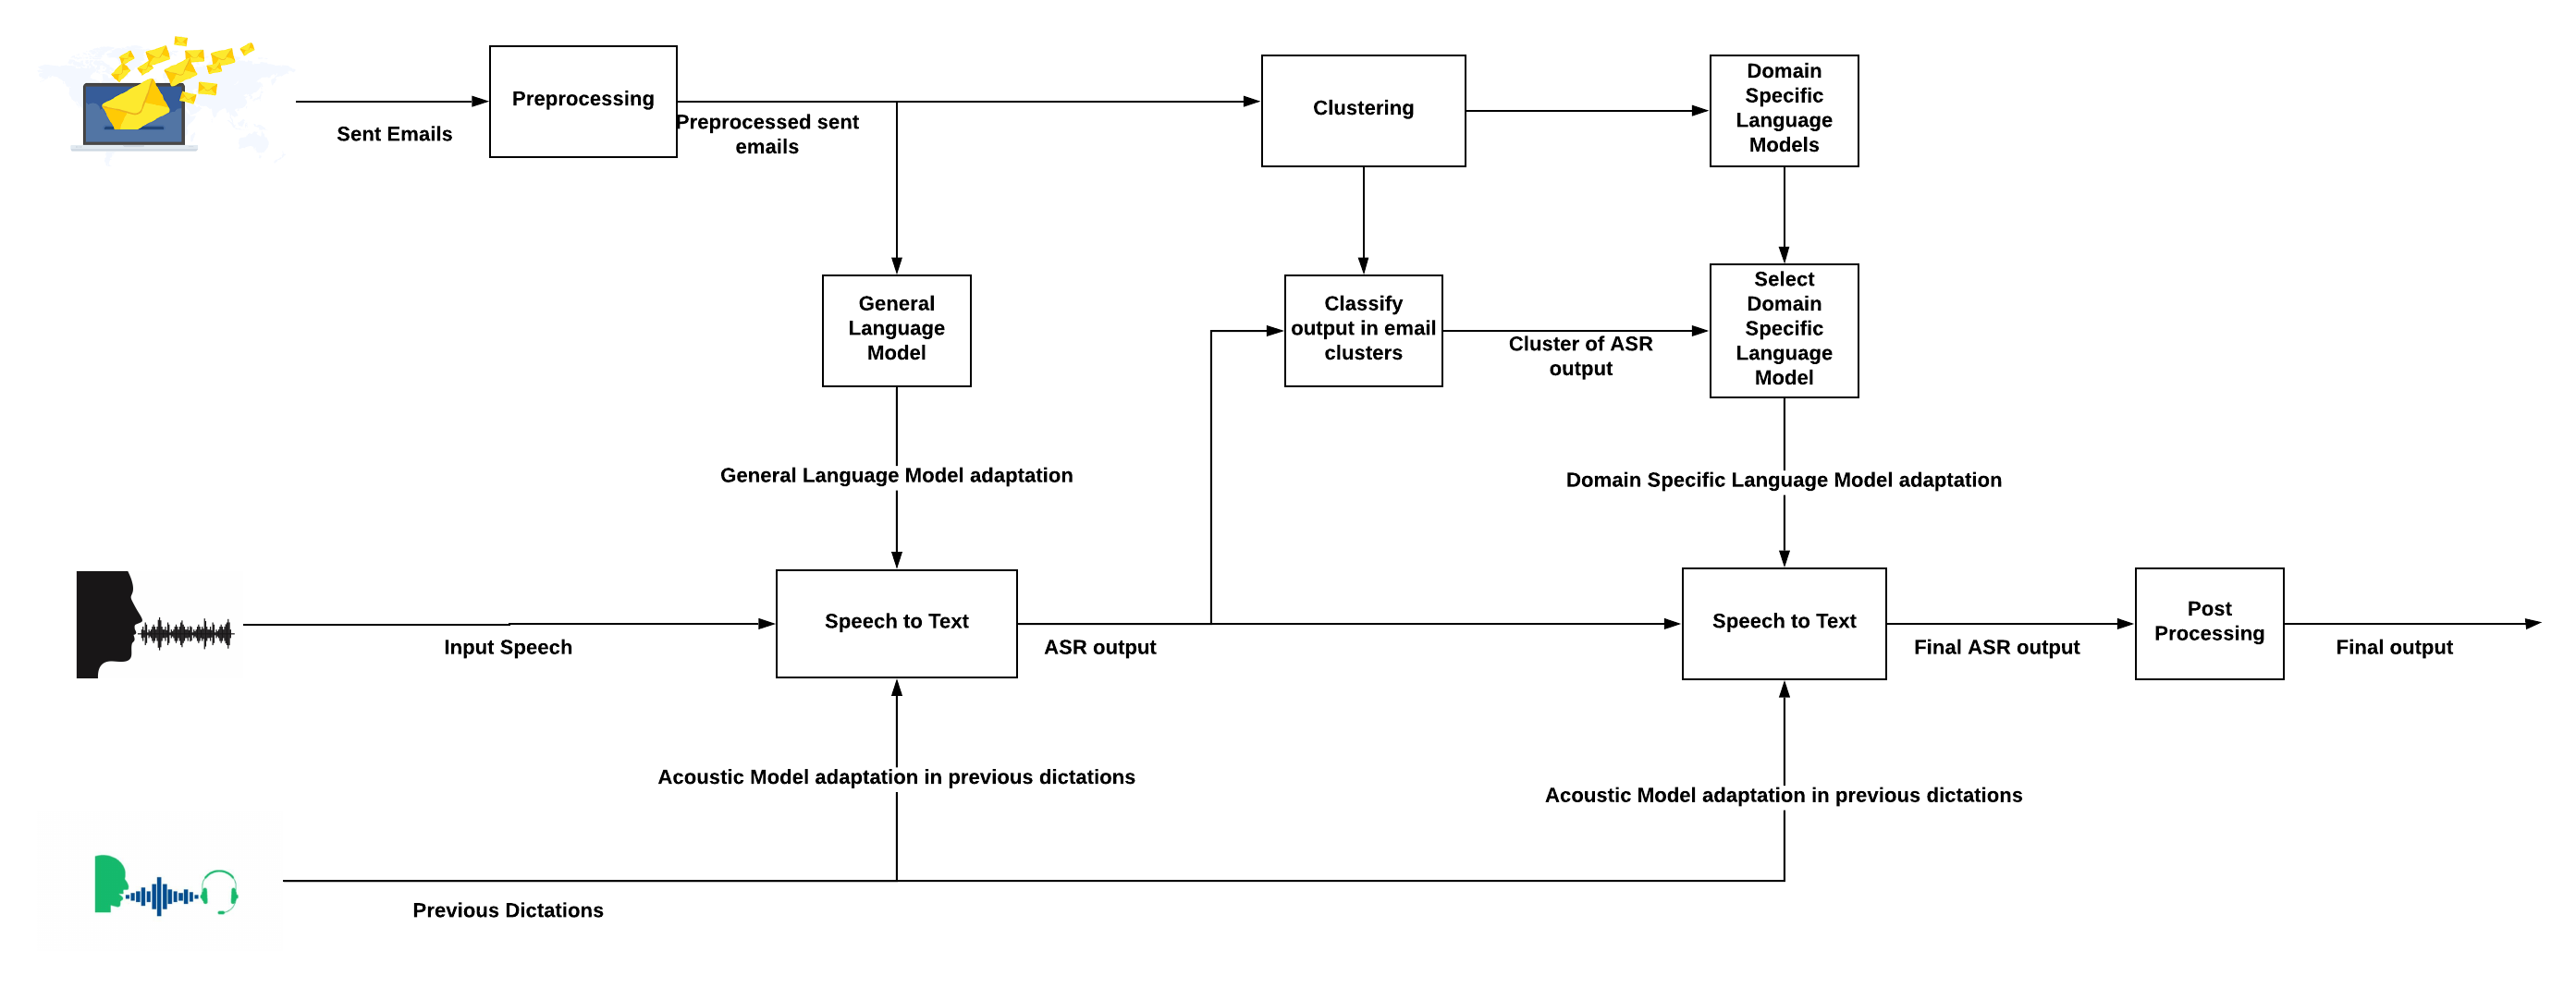 Sent Emails
Preprocessing
Preprocessed sent
emails
Clustering
Domain
Specific
Language
Models
General
Language
Model
Classify
output in email
clusters
Cluster of ASR
output
Select
Domain
Specific
Language
Model
General Language Model adaptation
Domain Specific Language Model adaptation
Input Speech
Speech to Text
ASR output
Speech to Text
Final ASR output
Post
Processing
Final output
Acoustic Model adaptation in previous dictations
Acoustic Model adaptation in previous dictations
Previous Dictations